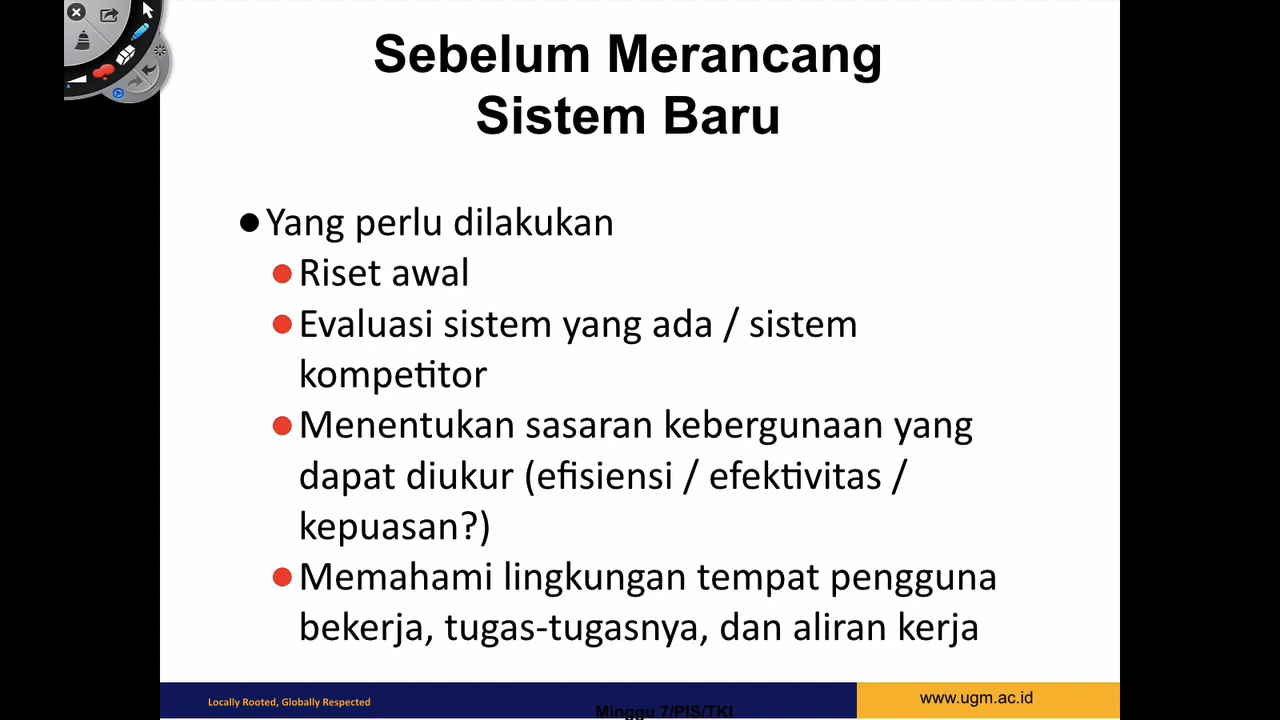 Sebelum Merancang
Sistem Baru
●Yang perlu dilakukan
●Riset awal
●Evaluasi sistem yang ada / sistem
kompetitor
●Menentukan sasaran kebergunaan yang
dapat diukur (efisiensi / efektivitas /
kepuasan?)
●Memahami lingkungan tempat pengguna
bekerja, tugas-tugasnya, dan aliran kerja
Locally Rooted, Globally Respected
www.ugm.ac.id
Minggu 7/PIS/TKI